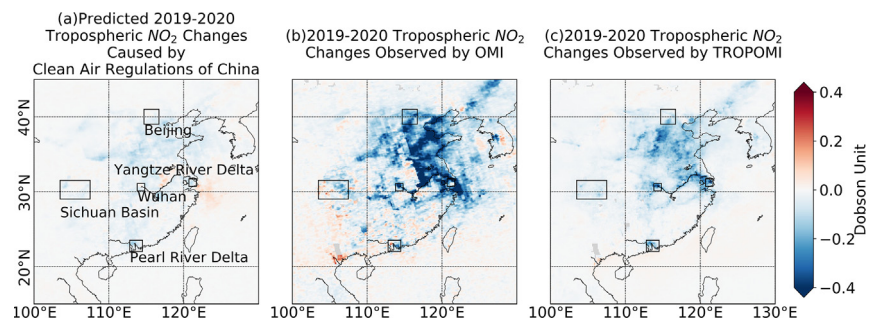 (a)Predicted 2019-2020
Tropospheric NO₂ Changes
Caused by
Clean Air Regulations of China
(b)2019-2020 Tropospheric NO₂
Changes Observed by OMI
(c)2019-2020 Tropospheric NO₂
Changes Observed by TROPOMI
40°N
30°N
20°N
Beijing
Yangtze River Delta
Wuhan
Sichuan Basin
Pearl River Delta
100°E 110°E 120°E
100°E 110°E 120°E
100°E 110°E 120°E 130°E
0.4
0.2
0.0
−0.2
−0.4
Dobson Unit